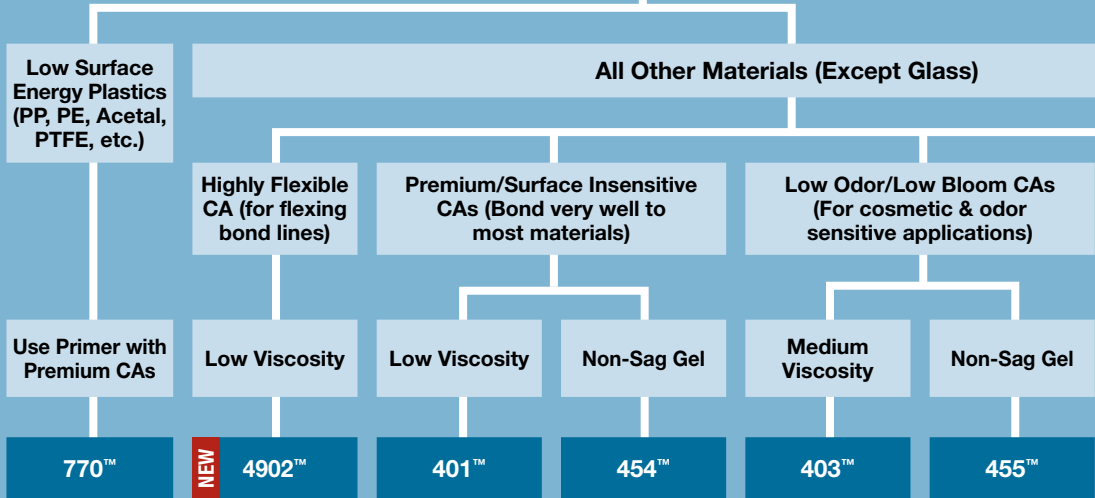 Low Surface
Energy Plastics
(PP, PE, Acetal,
PTFE, etc.)
All Other Materials (Except Glass)
Highly Flexible
CA (for flexing
bond lines)
Premium/Surface Insensitive
CAs (Bond very well to
most materials)
Low Odor/Low Bloom CAs
(For cosmetic & odor
sensitive applications)
Use Primer with
Premium CAs
Low Viscosity
Low Viscosity
Non-Sag Gel
Medium
Viscosity
Non-Sag Gel
770™
NEW
4902™
401™
454™
403™
455™